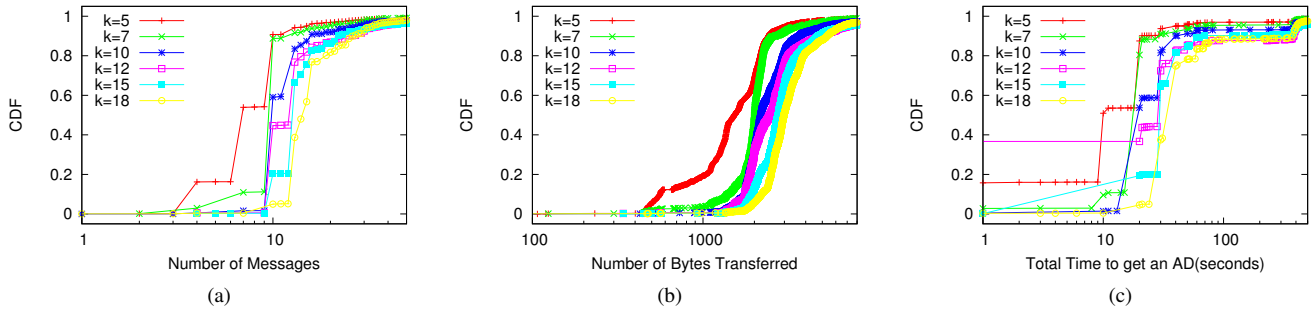 k=5
k=7
k=10
k=12
k=15
k=18
1
0.8
0.6
0.4
0.2
0
CDF
1
10
Number of Messages
(a)
k=5
k=7
k=10
k=12
k=15
k=18
1
0.8
0.6
0.4
0.2
0
CDF
100
1000
Number of Bytes Transferred
(b)
k=5
k=7
k=10
k=12
k=15
k=18
1
0.8
0.6
0.4
0.2
0
CDF
1
10
100
Total Time to get an AD(seconds)
(c)